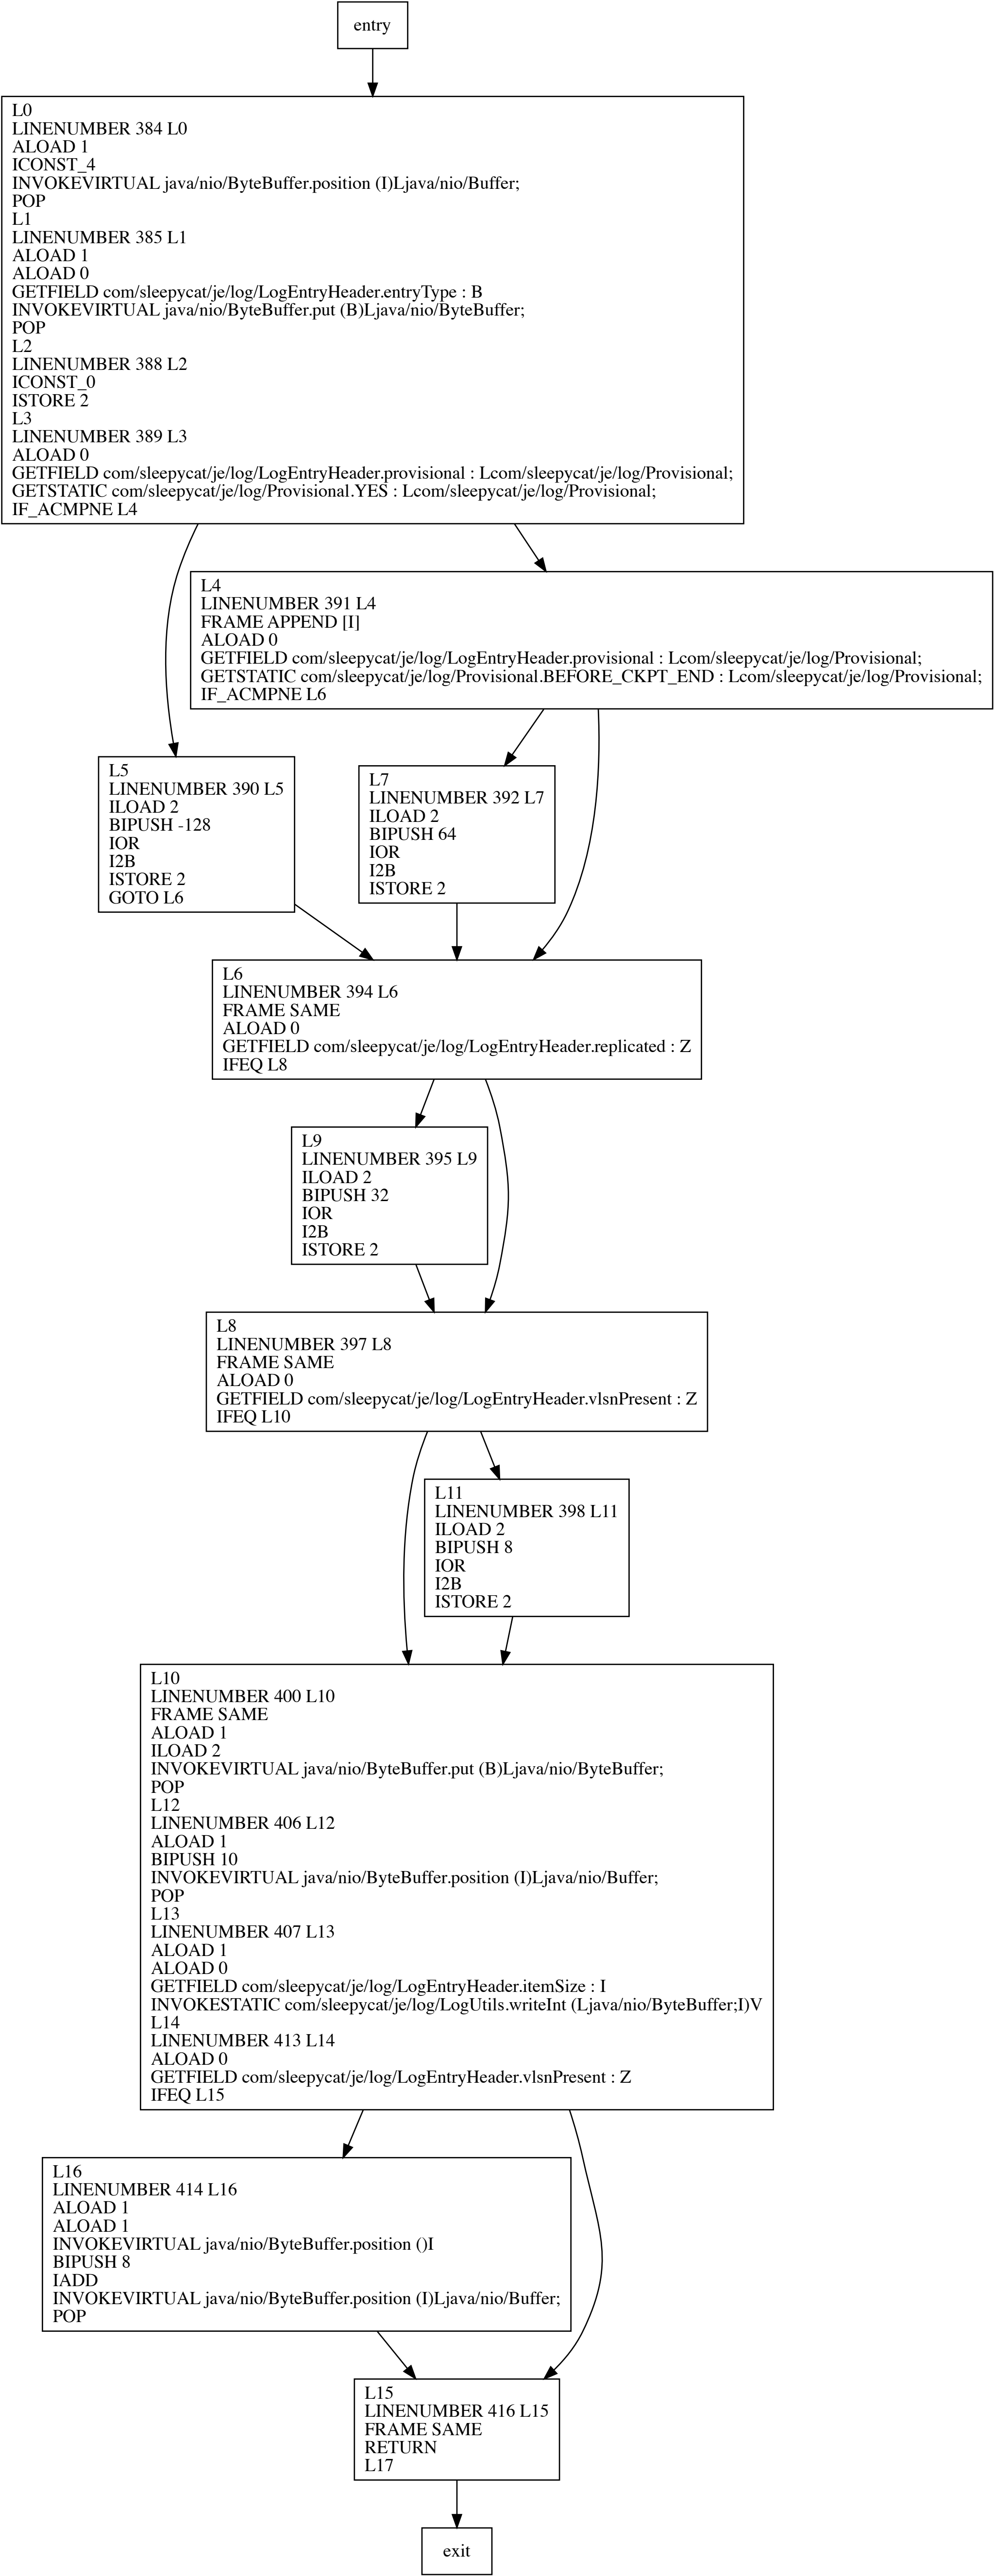 entry
L0
LINENUMBER 384 L0
ALOAD 1
ICONST_4
INVOKEVIRTUAL java/nio/ByteBuffer.position (I)Ljava/nio/Buffer;
POP
L1
LINENUMBER 385 L1
ALOAD 1
ALOAD 0
GETFIELD com/sleepycat/je/log/LogEntryHeader.entryType : B
INVOKEVIRTUAL java/nio/ByteBuffer.put (B)Ljava/nio/ByteBuffer;
POP
L2
LINENUMBER 388 L2
ICONST_0
ISTORE 2
L3
LINENUMBER 389 L3
ALOAD 0
GETFIELD com/sleepycat/je/log/LogEntryHeader.provisional : Lcom/sleepycat/je/log/Provisional;
GETSTATIC com/sleepycat/je/log/Provisional.YES : Lcom/sleepycat/je/log/Provisional;
IF_ACMPNE L4
L4
LINENUMBER 391 L4
FRAME APPEND [I]
ALOAD 0
GETFIELD com/sleepycat/je/log/LogEntryHeader.provisional : Lcom/sleepycat/je/log/Provisional;
GETSTATIC com/sleepycat/je/log/Provisional.BEFORE_CKPT_END : Lcom/sleepycat/je/log/Provisional;
IF_ACMPNE L6
L5
LINENUMBER 390 L5
ILOAD 2
BIPUSH -128
IOR
I2B
ISTORE 2
GOTO L6
L7
LINENUMBER 392 L7
ILOAD 2
BIPUSH 64
IOR
I2B
ISTORE 2
L6
LINENUMBER 394 L6
FRAME SAME
ALOAD 0
GETFIELD com/sleepycat/je/log/LogEntryHeader.replicated : Z
IFEQ L8
L9
LINENUMBER 395 L9
ILOAD 2
BIPUSH 32
IOR
I2B
ISTORE 2
L8
LINENUMBER 397 L8
FRAME SAME
ALOAD 0
GETFIELD com/sleepycat/je/log/LogEntryHeader.vlsnPresent : Z
IFEQ L10
L11
LINENUMBER 398 L11
ILOAD 2
BIPUSH 8
IOR
I2B
ISTORE 2
L10
LINENUMBER 400 L10
FRAME SAME
ALOAD 1
ILOAD 2
INVOKEVIRTUAL java/nio/ByteBuffer.put (B)Ljava/nio/ByteBuffer;
POP
L12
LINENUMBER 406 L12
ALOAD 1
BIPUSH 10
INVOKEVIRTUAL java/nio/ByteBuffer.position (I)Ljava/nio/Buffer;
POP
L13
LINENUMBER 407 L13
ALOAD 1
ALOAD 0
GETFIELD com/sleepycat/je/log/LogEntryHeader.itemSize : I
INVOKESTATIC com/sleepycat/je/log/LogUtils.writeInt (Ljava/nio/ByteBuffer;I)V
L14
LINENUMBER 413 L14
ALOAD 0
GETFIELD com/sleepycat/je/log/LogEntryHeader.vlsnPresent : Z
IFEQ L15
L16
LINENUMBER 414 L16
ALOAD 1
ALOAD 1
INVOKEVIRTUAL java/nio/ByteBuffer.position ()I
BIPUSH 8
IADD
INVOKEVIRTUAL java/nio/ByteBuffer.position (I)Ljava/nio/Buffer;
POP
L15
LINENUMBER 416 L15
FRAME SAME
RETURN
L17
exit